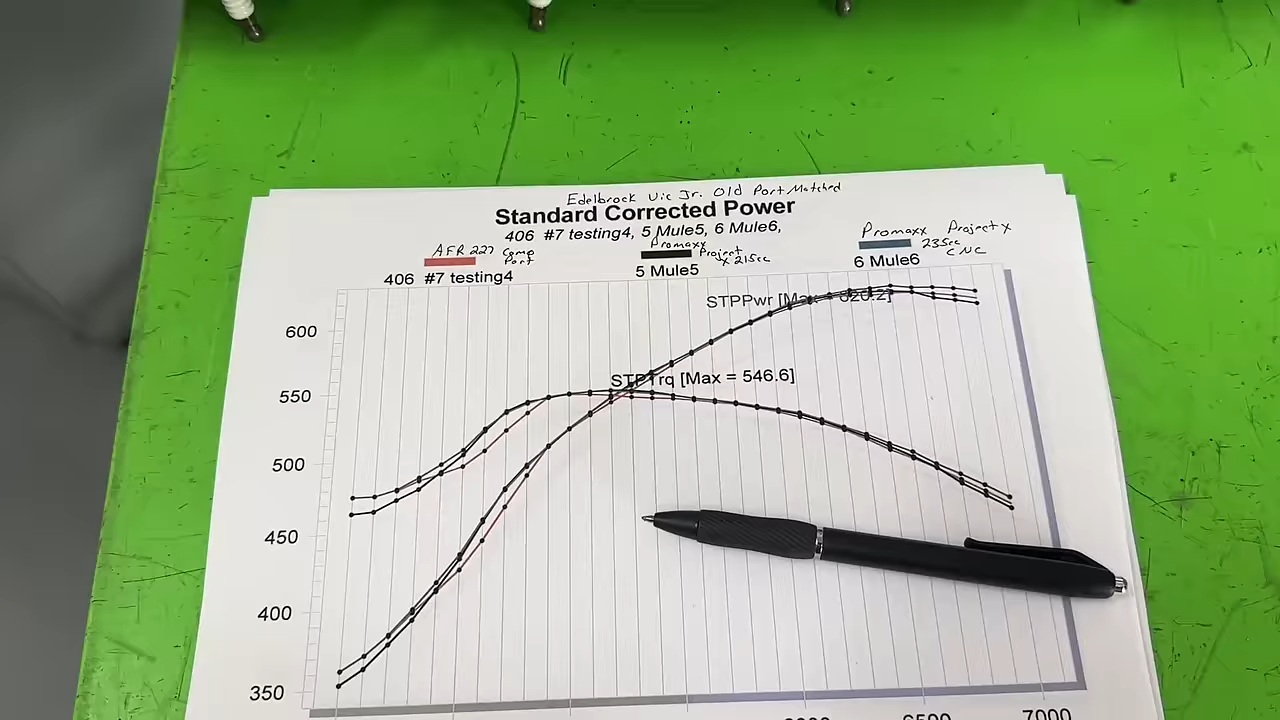 Edelbrock Vic Jr. Old Port Matched
Standard Corrected Power
406 #7 testing4, 5 Mule5, 6 Mule6,
AFR 227 Comp Port
406 #7 testing4
Promaxx Project X 215cc
5 Mule5
Promaxx Project X
235cc CNC
6 Mule6
STPPwr
STPTrq [Max = 546.6]
600
550
500
450
400
350
6500
7000